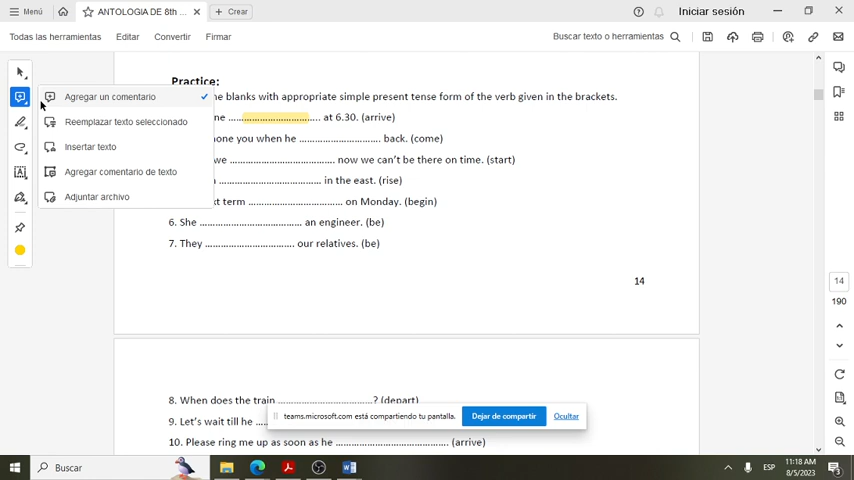 Menú
ANTOLOGIA DE 8th ...
Crear
Iniciar sesión
Todas las herramientas Editar Convertir Firmar
Buscar texto o herramientas
Agregar un comentario
Reemplazar texto seleccionado
Insertar texto
Agregar comentario de texto
Adjuntar archivo
Practice:
he blanks with appropriate simple present tense form of the verb given in the brackets.
ne ................................ at 6.30. (arrive)
one you when he ................................ back. (come)
we ................................ now we can't be there on time. (start)
................................ in the east. (rise)
xt term ................................ on Monday. (begin)
6. She ................................ an engineer. (be)
7. They ................................ our relatives. (be)
14
14
190
8. When does the train ................................? (depart)
9. Let's wait till he ....
10. Please ring me up as soon as he ..................................... (arrive)
teams.microsoft.com está compartiendo tu pantalla.
Dejar de compartir
Ocultar
Buscar
ESP
11:18 AM
8/5/2023
3